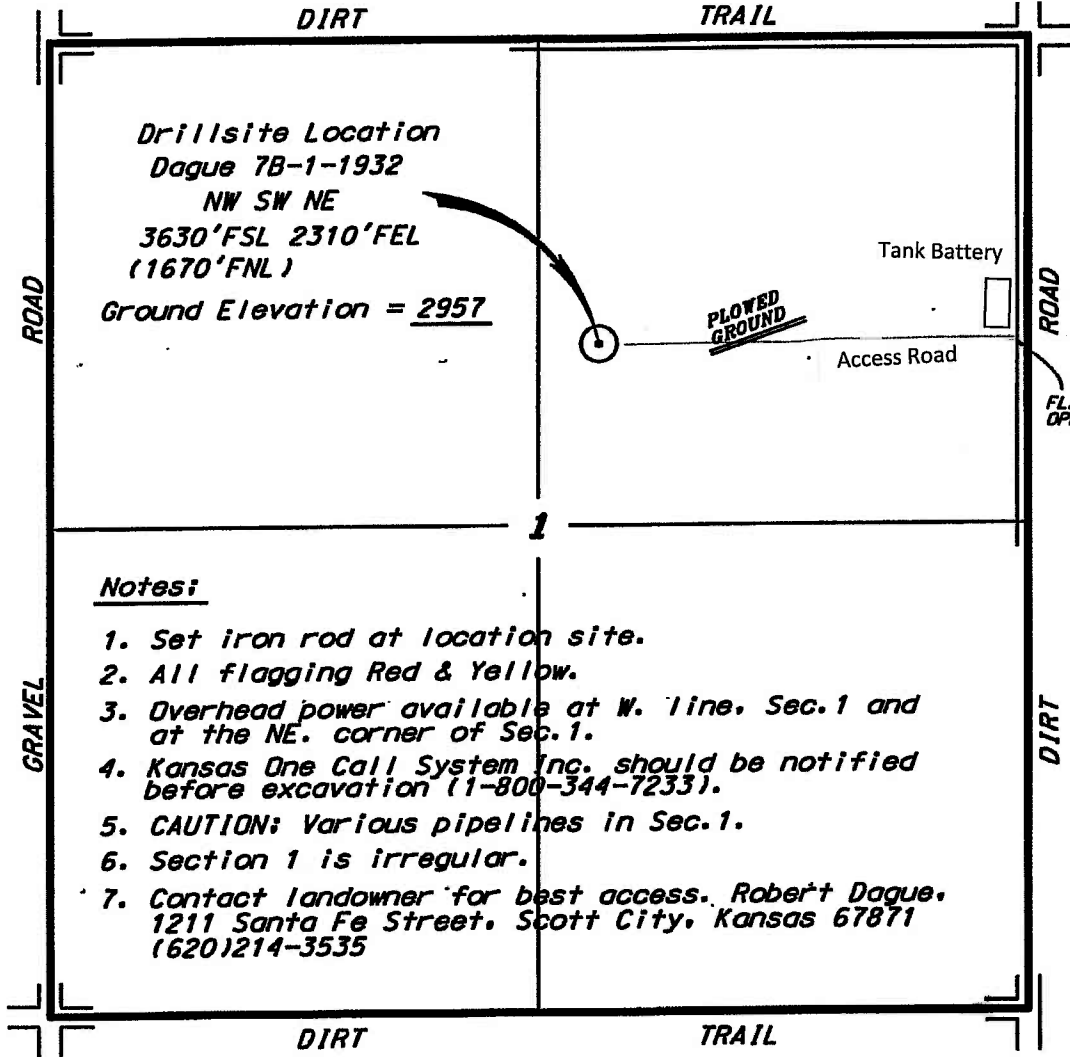 DIRT TRAIL
Drillsite Location
Dague 7B-1-1932
NW SW NE
3630'FSL 2310'FEL
(1670'FNL)
Ground Elevation = 2957
Tank Battery
PLOWED
GROUND
Access Road
ROAD
ROAD
FL.
1
Notes:
1. Set iron rod at location site.
2. All flagging Red & Yellow.
3. Overhead power available at W. line, Sec.1 and
at the NE. corner of Sec.1.
4. Kansas One Call System Inc. should be notified
before excavation (1-800-344-7233).
5. CAUTION: Various pipelines in Sec.1.
6. Section 1 is irregular.
7. Contact landowner for best access. Robert Dague,
1211 Santa Fe Street, Scott City, Kansas 67871
(620)214-3535
GRAVEL
DIRT
DIRT TRAIL